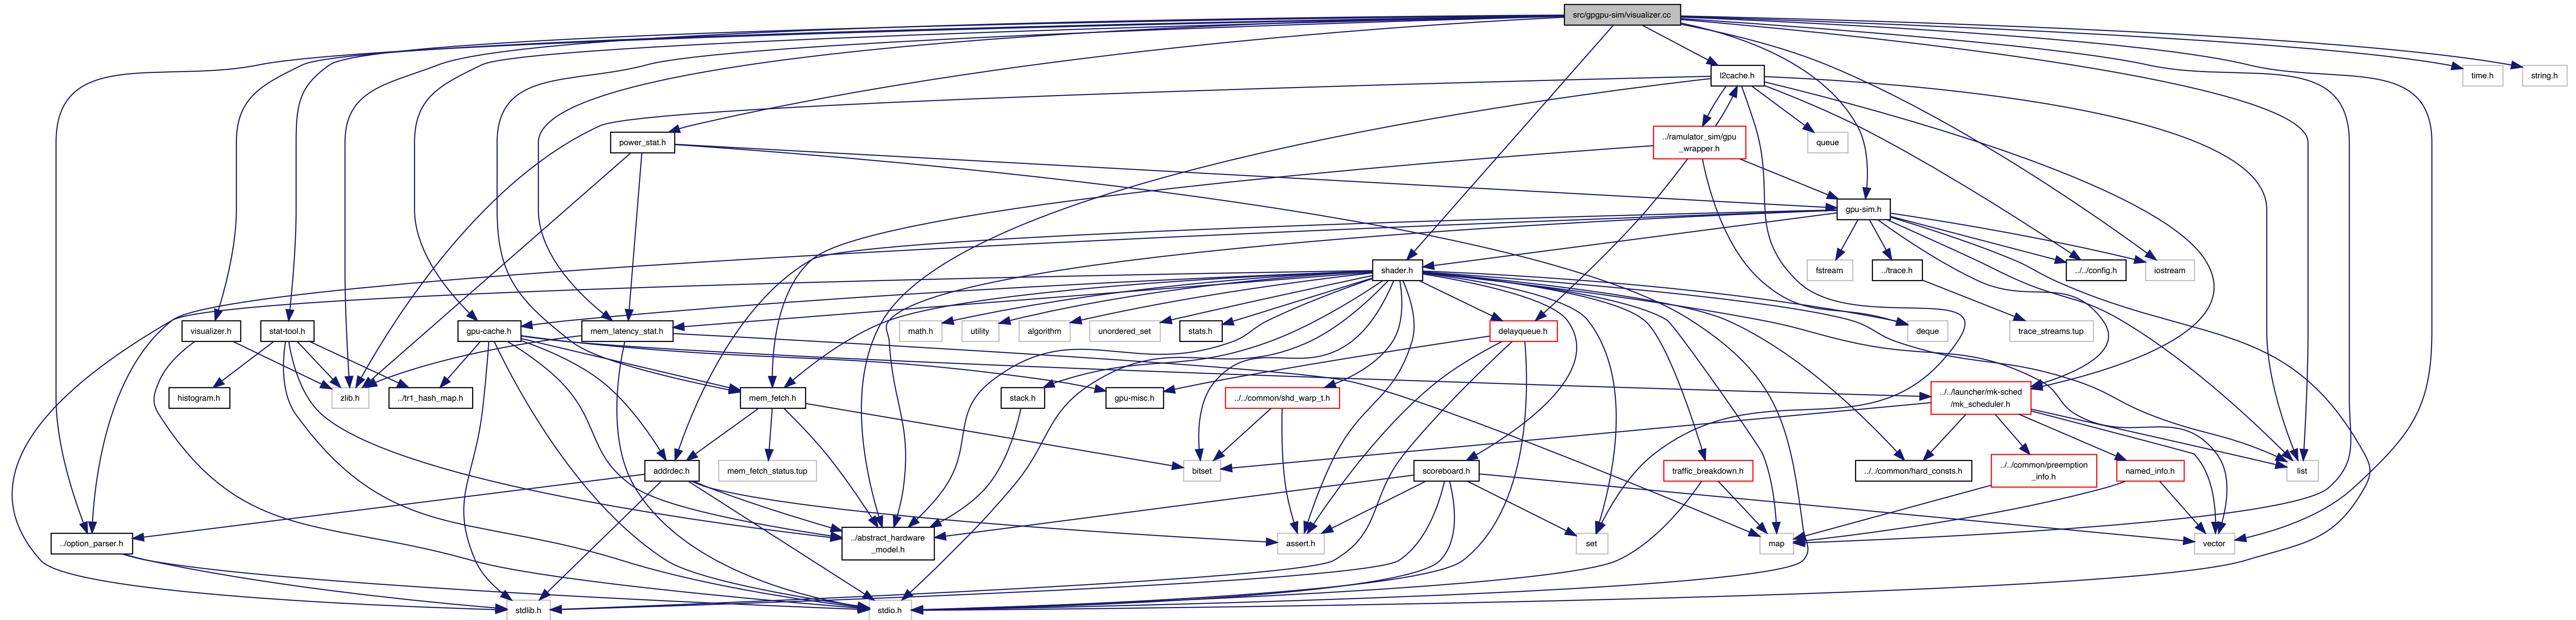 src/gpgpu-sim/visualizer.cc
l2cache.h
time.h
string.h
power_stat.h
../ramulator_sim/gpu
_wrapper.h
queue
gpu-sim.h
shader.h
fstream
../trace.h
../../config.h
iostream
visualizer.h
stat-tool.h
gpu-cache.h
mem_latency_stat.h
math.h
utility
algorithm
unordered_set
stats.h
delayqueue.h
deque
trace_streams.tup
histogram.h
zlib.h
../tr1_hash_map.h
mem_fetch.h
stack.h
gpu-misc.h
../../common/shd_warp_t.h
../../launcher/mk-sched
/mk_scheduler.h
addrdec.h
mem_fetch_status.tup
bitset
scoreboard.h
traffic_breakdown.h
../../common/hard_consts.h
../../common/preemption
_info.h
named_info.h
list
../option_parser.h
../abstract_hardware
_model.h
assert.h
set
map
vector
stdlib.h
stdio.h